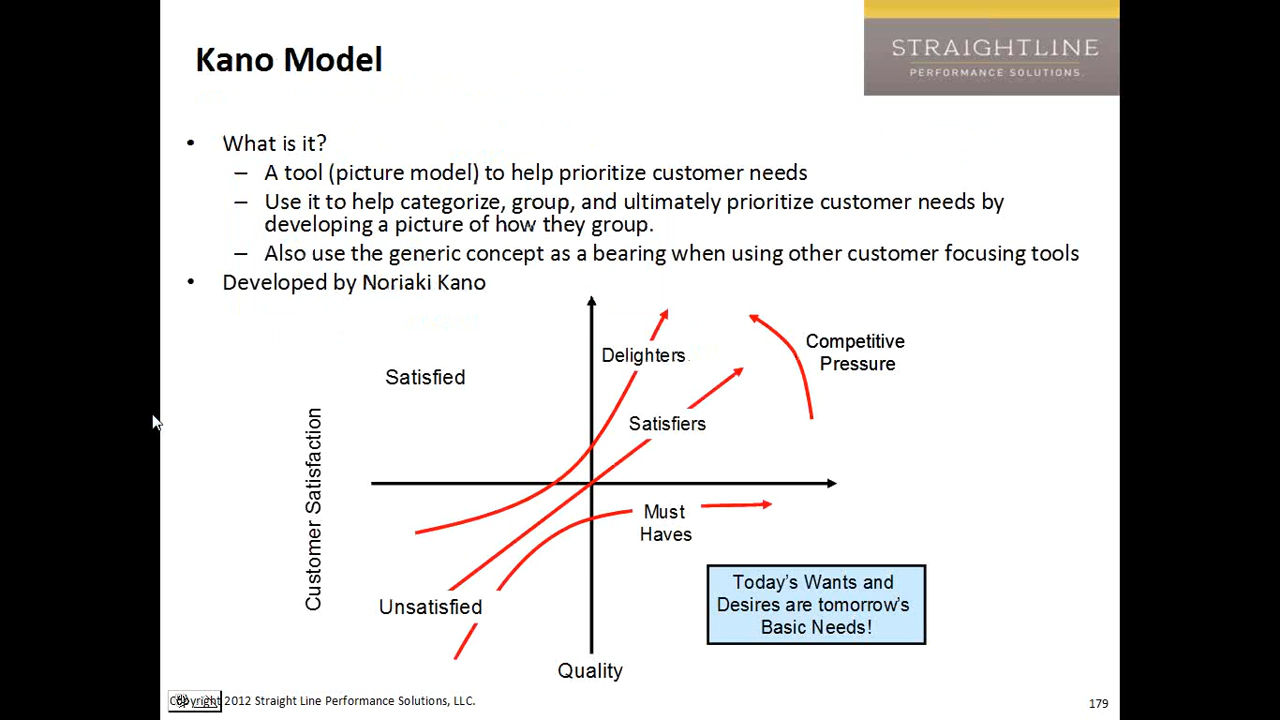 Kano Model
STRAIGHTLINE
PERFORMANCE SOLUTIONS
• What is it?
– A tool (picture model) to help prioritize customer needs
– Use it to help categorize, group, and ultimately prioritize customer needs by
developing a picture of how they group.
– Also use the generic concept as a bearing when using other customer focusing tools
• Developed by Noriaki Kano
Delighters
Competitive
Pressure
Satisfied
Satisfiers
Customer Satisfaction
Must
Haves
Unsatisfied
Today's Wants and
Desires are tomorrow's
Basic Needs!
Quality
Copyright 2012 Straight Line Performance Solutions, LLC.
179